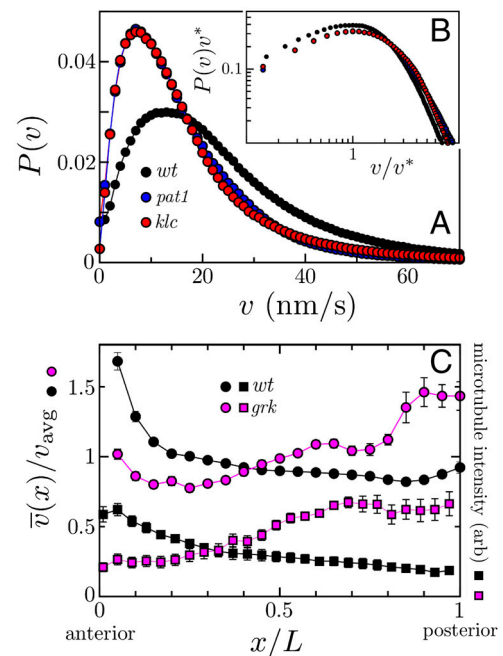 0.04
0.02
0
P(v)
wt
pat1
klc
A
0
20
40
60
v (nm/s)
B
P(v)v*
0.1
1
v/v*
C
v̅(x)/v_avg
1.5
1
0.5
0
wt
grk
microtubule intensity (arb)
0
0.5
1
anterior
x/L
posterior